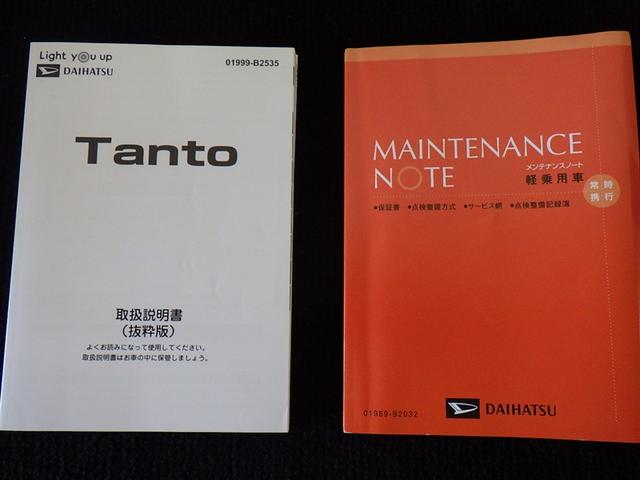 Light you up
DAIHATSU
01999-B2535
Tanto
取扱説明書
(抜粋版)
よくお読みになって使用してください。
取扱説明書はお車の中に保管しましょう。
MAINTENANCE
NOTE
メンテナンスノート
軽乗用車
常時
携行
●保証書 ●点検整備方式 ●サービス網 ●点検整備記録簿
01989-B2032
DAIHATSU